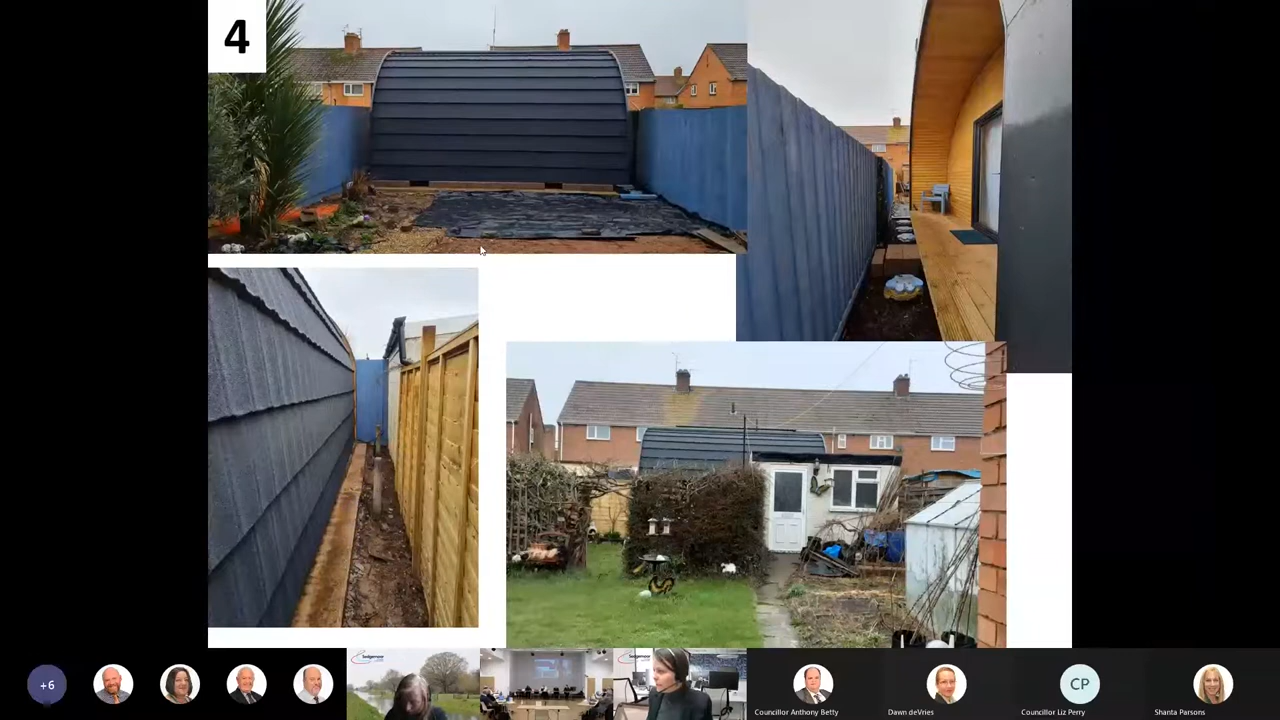 4
+6
Councillor Anthony Betty
Dawn deVries
Councillor Liz Perry
CP
Shanta Parsons